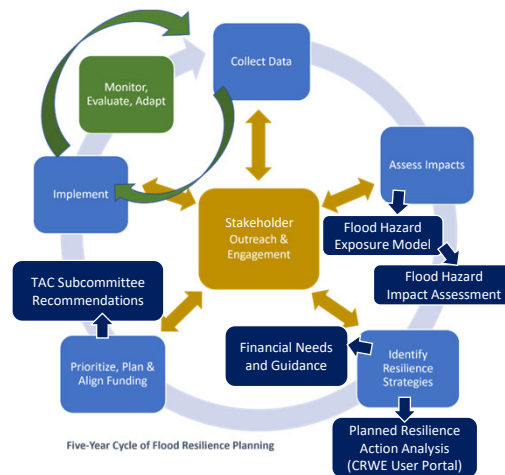 Collect Data
Monitor,
Evaluate, Adapt
Assess Impacts
Implement
Stakeholder
Outreach &
Engagement
Flood Hazard
Exposure Model
Flood Hazard
Impact Assessment
TAC Subcommittee
Recommendations
Financial Needs
and Guidance
Prioritize, Plan &
Align Funding
Identify
Resilience
Strategies
Planned Resilience
Action Analysis
(CRWE User Portal)
Five-Year Cycle of Flood Resilience Planning